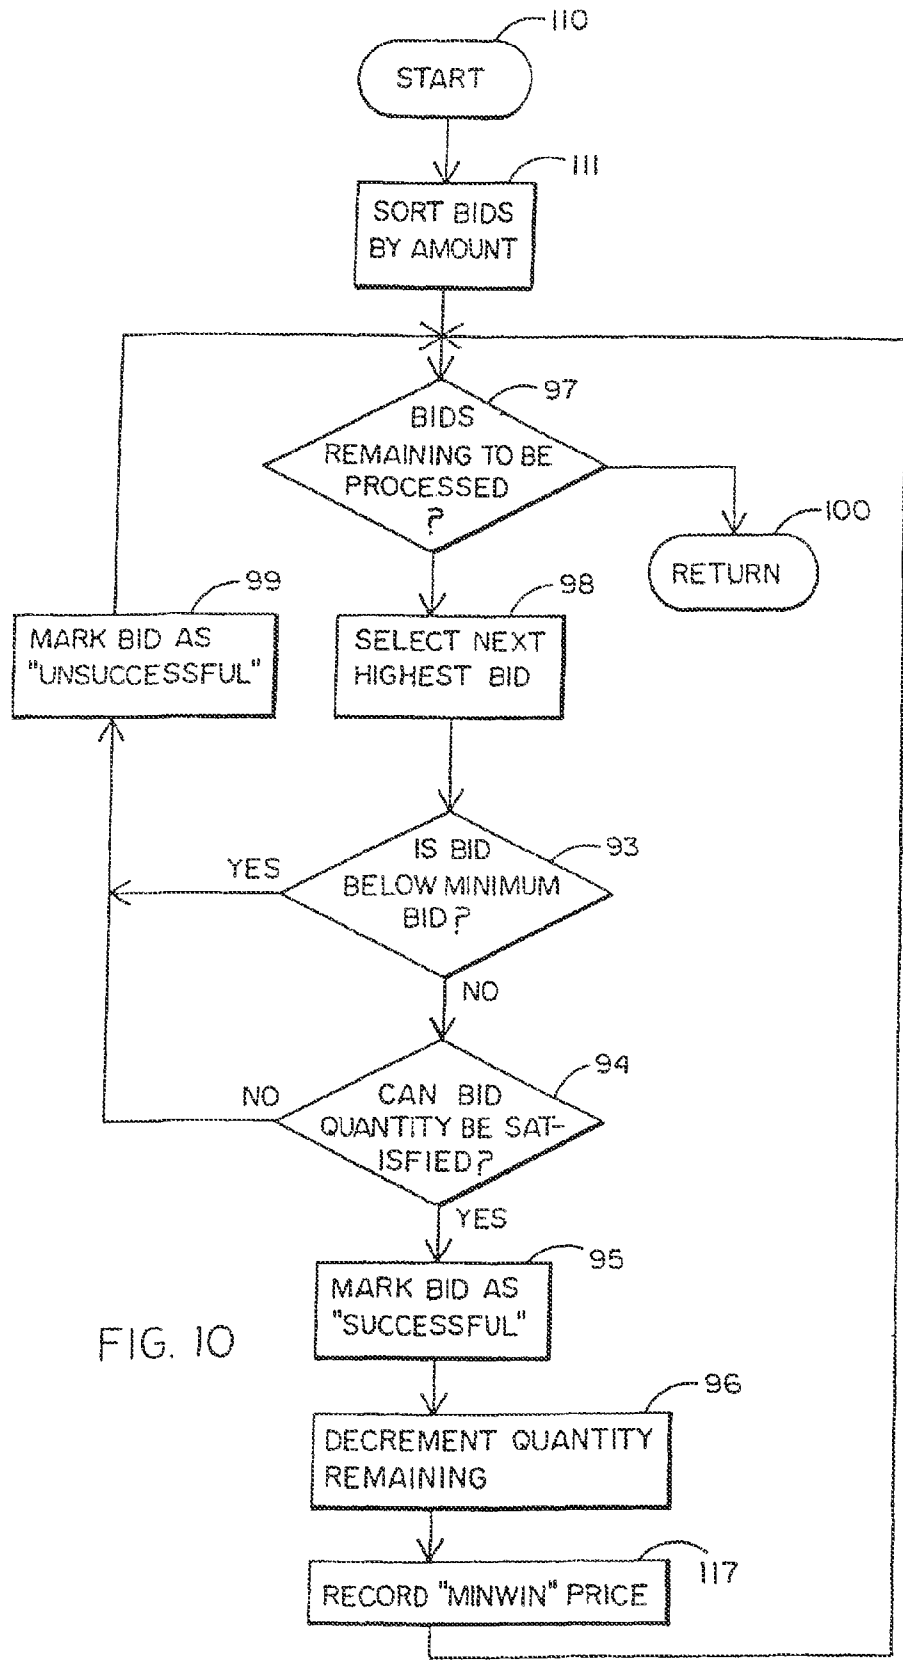 110
START
111
SORT BIDS
BY AMOUNT
97
BIDS
REMAINING TO BE
PROCESSED
?
100
RETURN
99
MARK BID AS
"UNSUCCESSFUL"
98
SELECT NEXT
HIGHEST BID
93
YES
IS BID
BELOW MINIMUM
BID?
NO
94
NO
CAN BID
QUANTITY BE SAT-
ISFIED?
YES
95
MARK BID AS
"SUCCESSFUL"
FIG. 10
96
DECREMENT QUANTITY
REMAINING
117
RECORD "MINWIN" PRICE